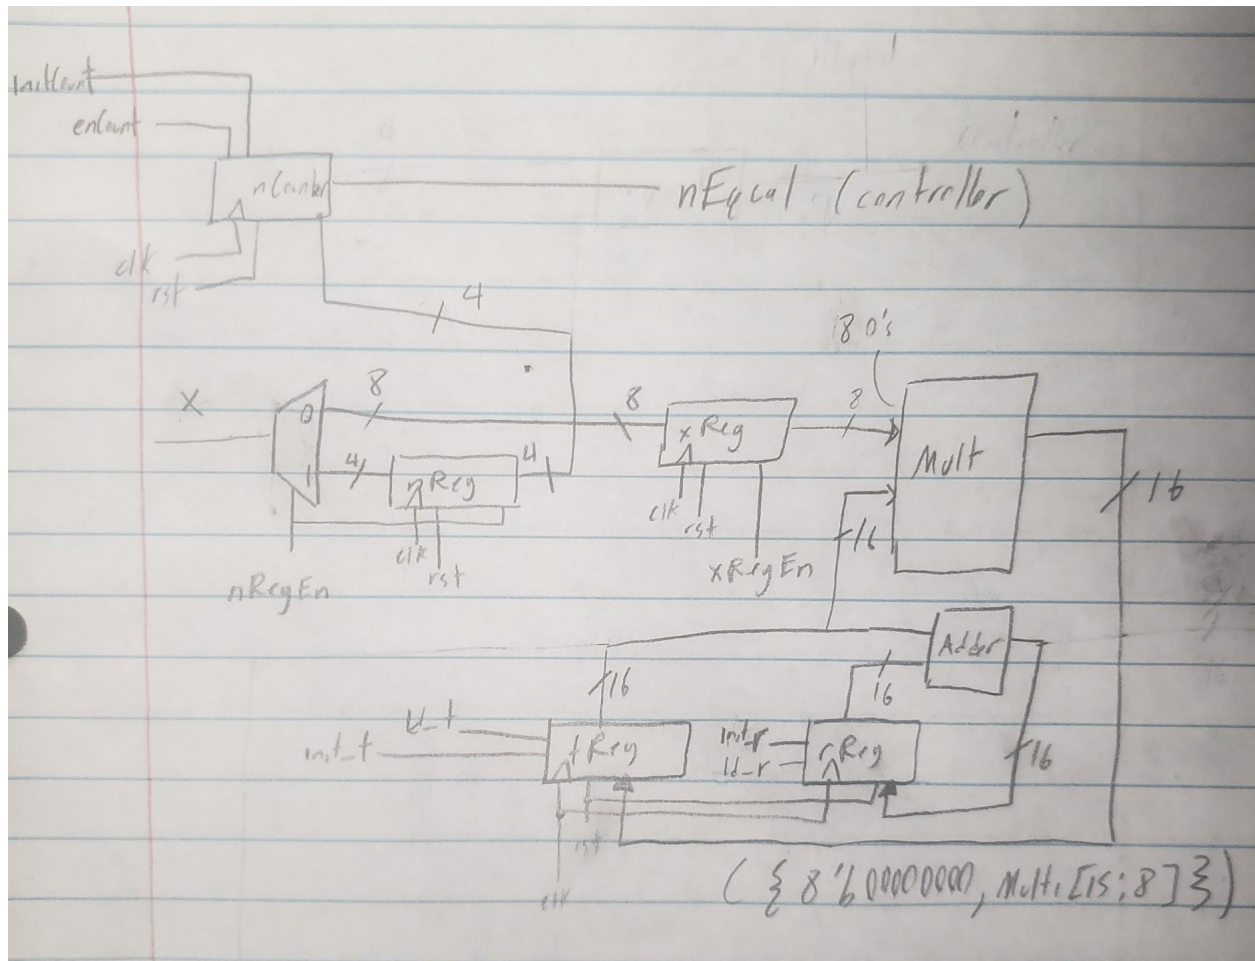 initCount
enCount
nCounter
nEqual (controller)
clk
rst
4
8 0's
X
0
8
8
xReg
8
Mult
1
4
nReg
4
clk
rst
16
16
clk
rst
nRegEn
xRegEn
Adder
16
16
ld_t
init_t
tReg
init_r
ld_r
rReg
16
rst
clk
({8'b00000000, Multi[15:8]})